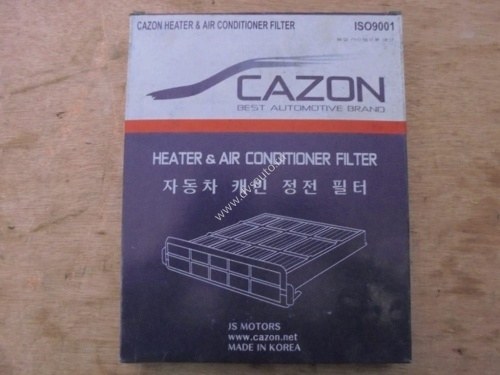 CAZON HEATER & AIR CONDITIONER FILTER
ISO9001
CAZON
BEST AUTOMOTIVE BRAND
HEATER & AIR CONDITIONER FILTER
자동차 캐빈 정전 필터
JS MOTORS
www.cazon.net
MADE IN KOREA